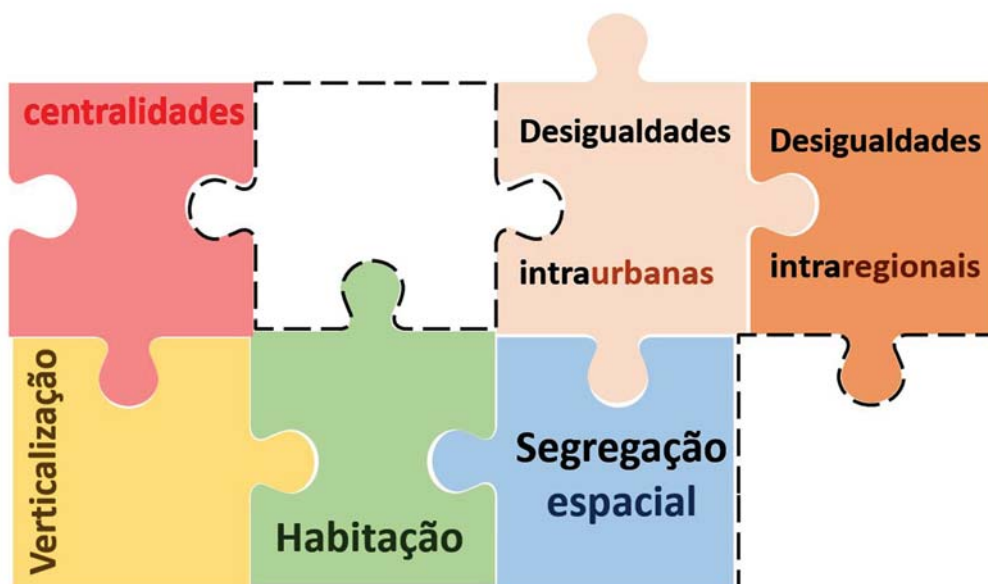 centralidades
Desigualdades
intraurbanas
Desigualdades
intraregionais
Verticalização
Habitação
Segregação
espacial